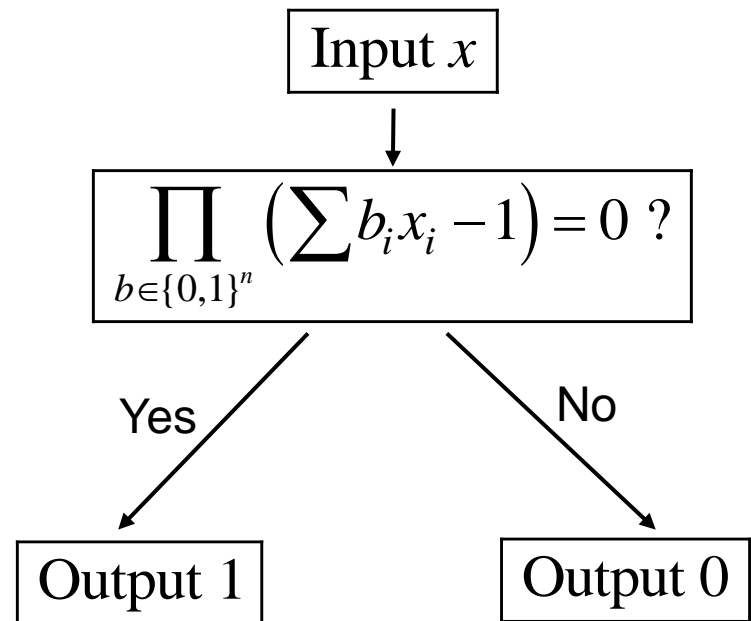 Input x
∏ (∑ b_i x_i − 1) = 0 ?
b∈{0,1}^n
Yes
No
Output 1
Output 0